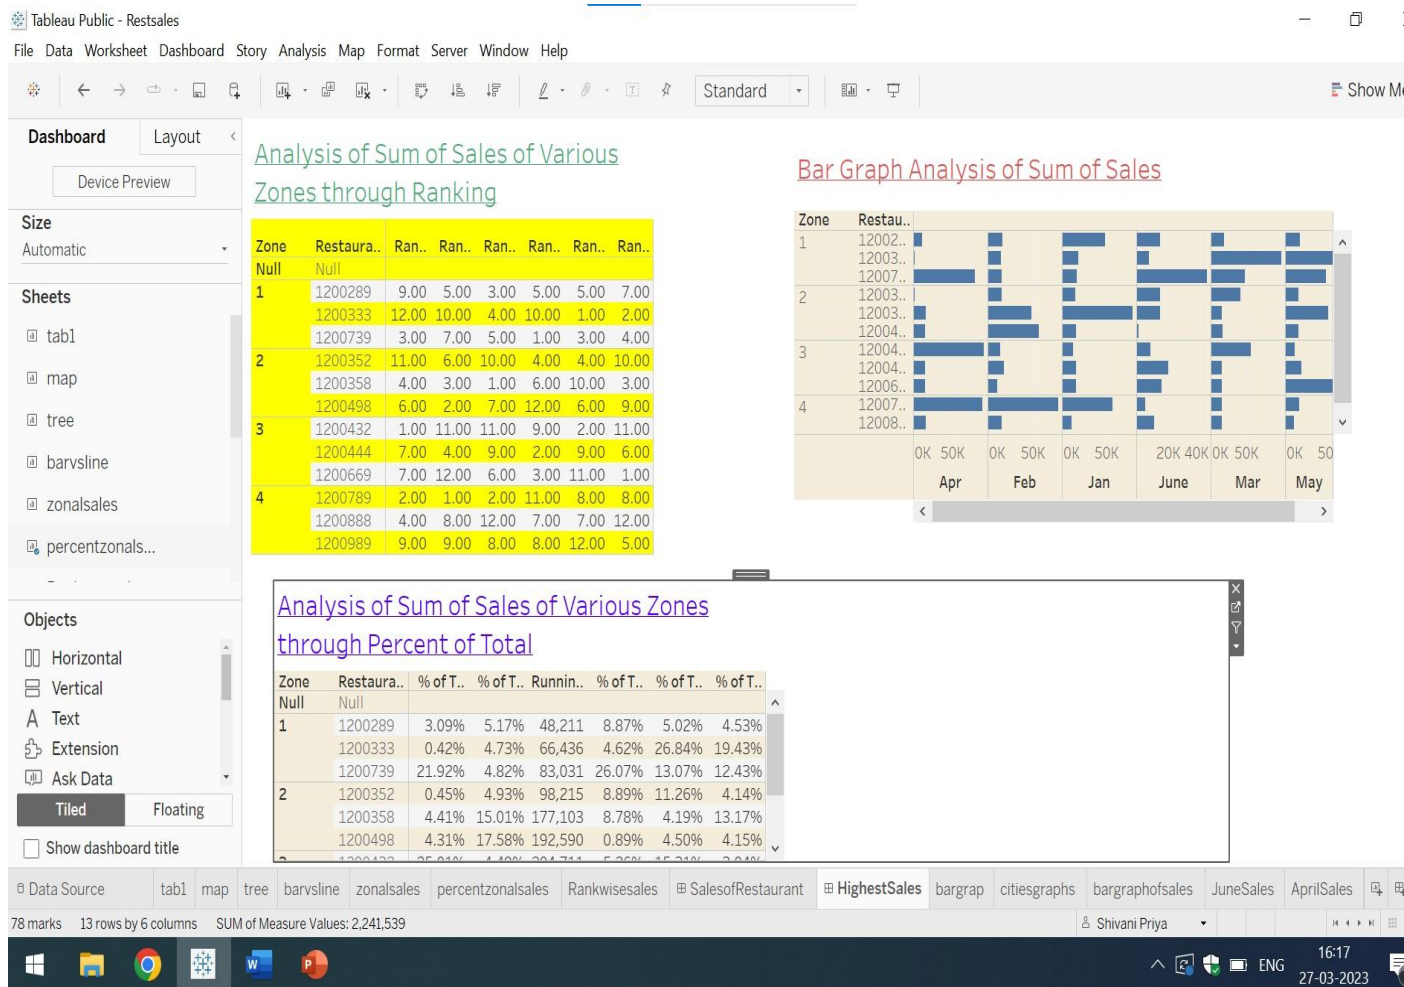 Tableau Public - Restsales
File Data Worksheet Dashboard Story Analysis Map Format Server Window Help
Standard
Show Me
Dashboard Layout
Device Preview
Size
Automatic
Sheets
tab1
map
tree
barvsline
zonalsales
percentzonals...
Objects
Horizontal
Vertical
Text
Extension
Ask Data
Tiled Floating
Show dashboard title
Analysis of Sum of Sales of Various
Zones through Ranking
Zone Restaura.. Ran.. Ran.. Ran.. Ran.. Ran.. Ran..
Null Null
1 1200289 9.00 5.00 3.00 5.00 5.00 7.00
1200333 12.00 10.00 4.00 10.00 1.00 2.00
1200739 3.00 7.00 5.00 1.00 3.00 4.00
2 1200352 11.00 6.00 10.00 4.00 4.00 10.00
1200358 4.00 3.00 1.00 6.00 10.00 3.00
1200498 6.00 2.00 7.00 12.00 6.00 9.00
3 1200432 1.00 11.00 11.00 9.00 2.00 11.00
1200444 7.00 4.00 9.00 2.00 9.00 6.00
1200669 7.00 12.00 6.00 3.00 11.00 1.00
4 1200789 2.00 1.00 2.00 11.00 8.00 8.00
1200888 4.00 8.00 12.00 7.00 7.00 12.00
1200989 9.00 9.00 8.00 8.00 12.00 5.00
Bar Graph Analysis of Sum of Sales
Zone Restau..
1 12002..
12003..
12007..
2 12003..
12003..
12004..
3 12004..
12004..
12006..
4 12007..
12008..
0K 50K 0K 50K 0K 50K 20K 40K 0K 50K 0K 50
Apr Feb Jan June Mar May
Analysis of Sum of Sales of Various Zones
through Percent of Total
Zone Restaura.. % of T.. % of T.. Runnin.. % of T.. % of T.. % of T..
Null Null
1 1200289 3.09% 5.17% 48,211 8.87% 5.02% 4.53%
1200333 0.42% 4.73% 66,436 4.62% 26.84% 19.43%
1200739 21.92% 4.82% 83,031 26.07% 13.07% 12.43%
2 1200352 0.45% 4.93% 98,215 8.89% 11.26% 4.14%
1200358 4.41% 15.01% 177,103 8.78% 4.19% 13.17%
1200498 4.31% 17.58% 192,590 0.89% 4.50% 4.15%
Data Source tab1 map tree barvsline zonalsales percentzonalsales Rankwisesales SalesofRestaurant HighestSales bargrap citiesgraphs bargraphofsales JuneSales AprilSales
78 marks 13 rows by 6 columns SUM of Measure Values: 2,241,539 Shivani Priya
ENG
16:17
27-03-2023